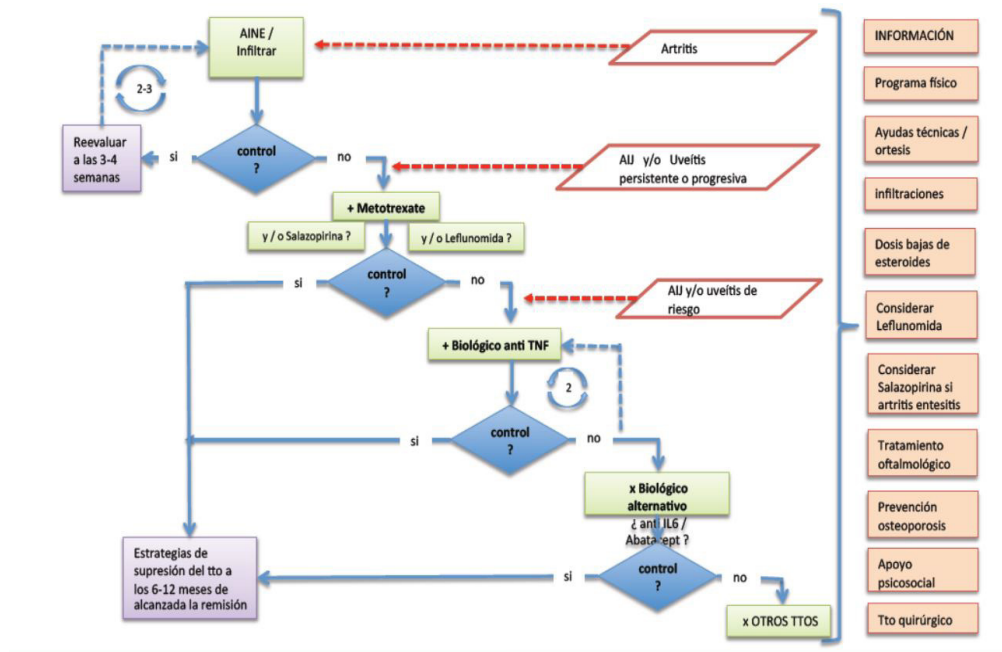 AINE /
Infiltrar
Artritis
2-3
Reevaluar
a las 3-4
semanas
si
control
?
no
AIJ y/o Uveítis
persistente o progresiva
+ Metotrexate
y / o Salazopirina ?
y / o Leflunomida ?
si
control
?
no
AIJ y/o uveítis de
riesgo
+ Biológico anti TNF
2
si
control
?
no
x Biológico
alternativo
¿ anti IL6 /
Abatacept ?
Estrategias de
supresión del tto a
los 6-12 meses de
alcanzada la remisión
si
control
?
no
x OTROS TTOS
INFORMACIÓN
Programa físico
Ayudas técnicas /
ortesis
infiltraciones
Dosis bajas de
esteroides
Considerar
Leflunomida
Considerar
Salazopirina si
artritis entesitis
Tratamiento
oftalmológico
Prevención
osteoporosis
Apoyo
psicosocial
Tto quirúrgico